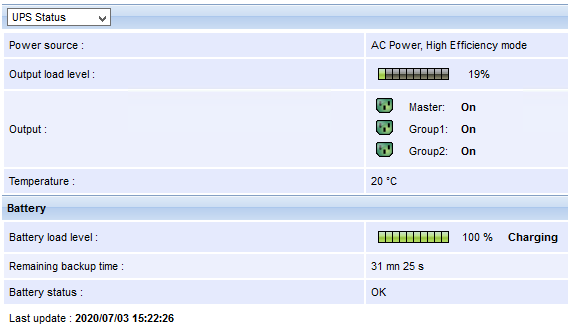 UPS Status
Power source : AC Power, High Efficiency mode
Output load level : 19%
Output :
Master: On
Group1: On
Group2: On
Temperature : 20 °C
Battery
Battery load level : 100 % Charging
Remaining backup time : 31 mn 25 s
Battery status : OK
Last update : 2020/07/03 15:22:26